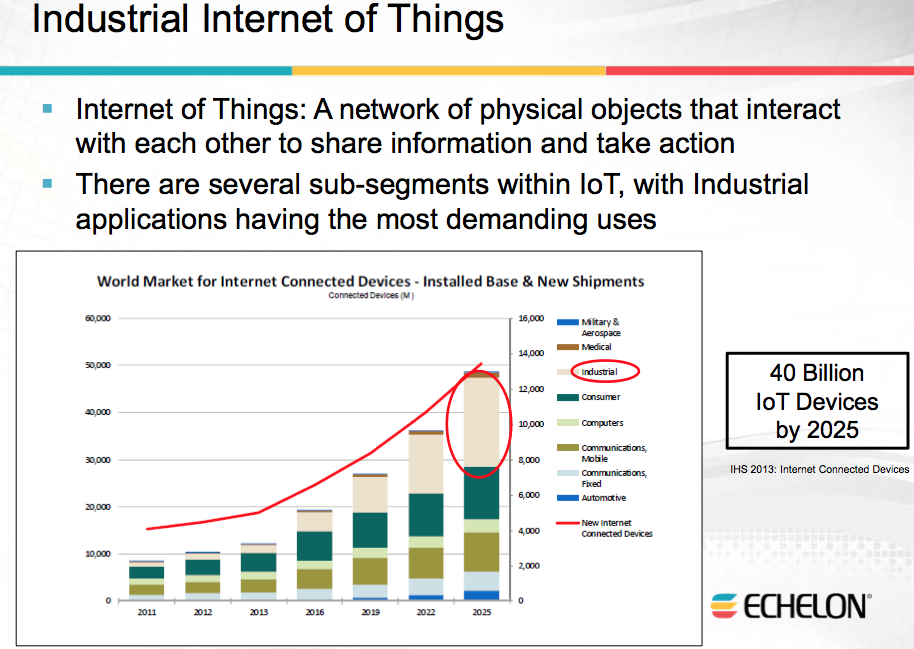 Industrial Internet of Things
Internet of Things: A network of physical objects that interact
with each other to share information and take action
There are several sub-segments within IoT, with Industrial
applications having the most demanding uses
World Market for Internet Connected Devices - Installed Base & New Shipments
Connected Devices (M)
60,000
50,000
40,000
30,000
20,000
10,000
0
16,000
14,000
12,000
10,000
8,000
6,000
4,000
2,000
0
2011 2012 2013 2016 2019 2022 2025
Military &
Aerospace
Medical
Industrial
Consumer
Computers
Communications,
Mobile
Communications,
Fixed
Automotive
New Internet
Connected Devices
40 Billion
IoT Devices
by 2025
IHS 2013: Internet Connected Devices
ECHELON®